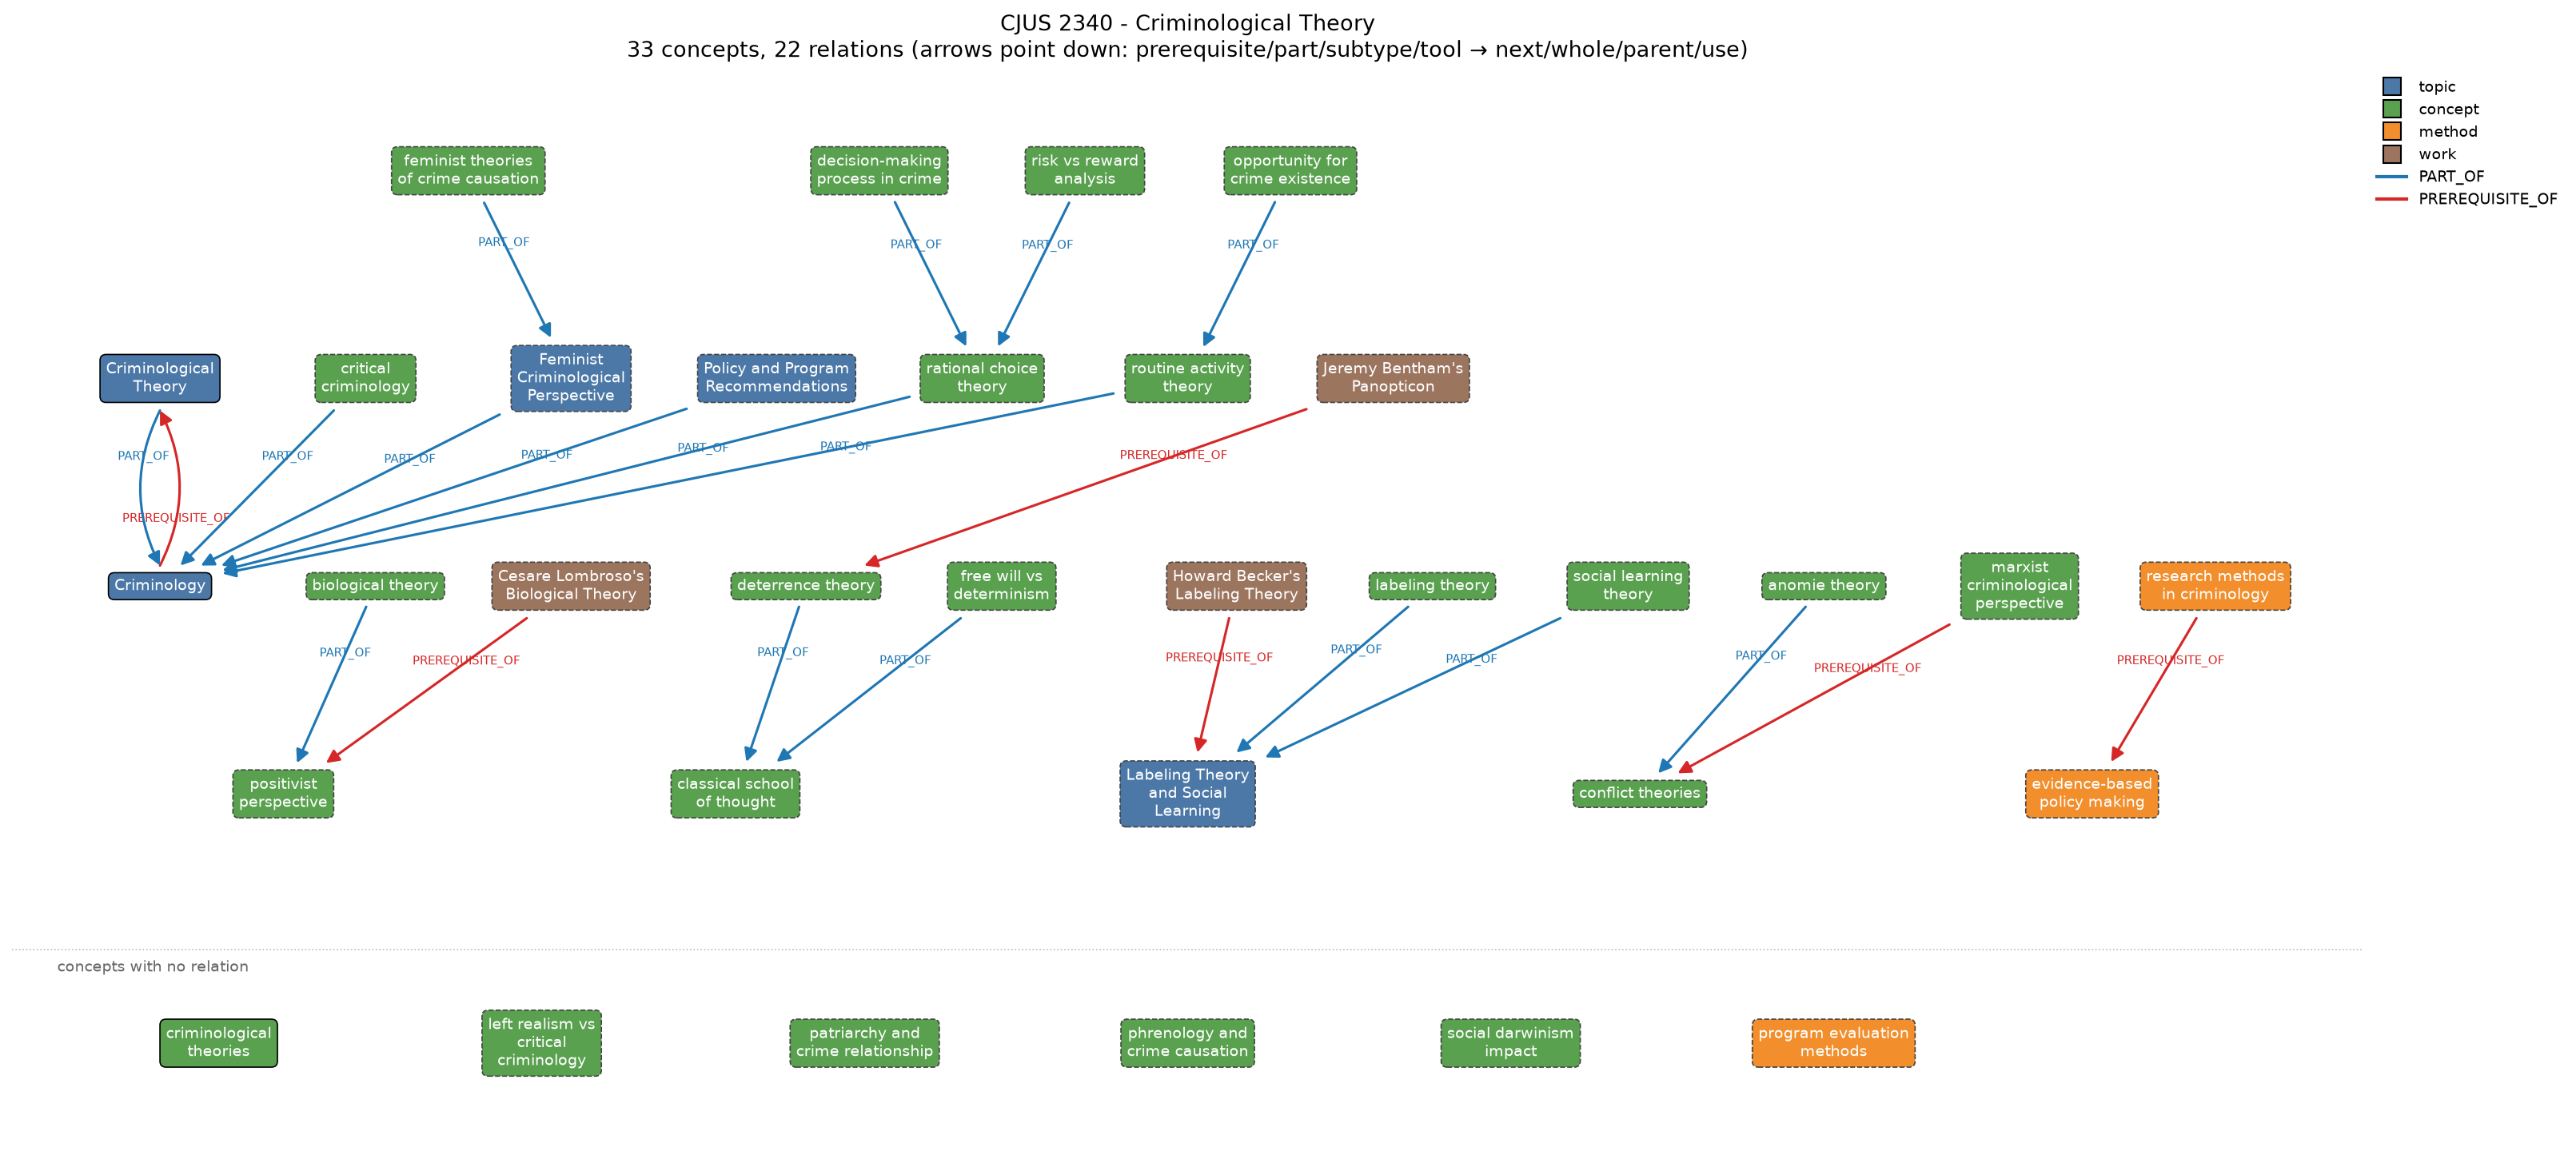 CJUS 2340 - Criminological Theory
33 concepts, 22 relations (arrows point down: prerequisite/part/subtype/tool → next/whole/parent/use)
topic
concept
method
work
PART_OF
PREREQUISITE_OF
feminist theories
of crime causation
decision-making
process in crime
risk vs reward
analysis
opportunity for
crime existence
PART_OF
PART_OF
PART_OF
PART_OF
Criminological
Theory
critical
criminology
Feminist
Criminological
Perspective
Policy and Program
Recommendations
rational choice
theory
routine activity
theory
Jeremy Bentham's
Panopticon
PART_OF
PART_OF
PART_OF
PART_OF
PART_OF
PART_OF
PREREQUISITE_OF
PREREQUISITE_OF
Criminology
biological theory
Cesare Lombroso's
Biological Theory
deterrence theory
free will vs
determinism
Howard Becker's
Labeling Theory
labeling theory
social learning
theory
anomie theory
marxist
criminological
perspective
research methods
in criminology
PART_OF
PREREQUISITE_OF
PART_OF
PART_OF
PREREQUISITE_OF
PART_OF
PART_OF
PART_OF
PREREQUISITE_OF
PREREQUISITE_OF
positivist
perspective
classical school
of thought
Labeling Theory
and Social
Learning
conflict theories
evidence-based
policy making
concepts with no relation
criminological
theories
left realism vs
critical
criminology
patriarchy and
crime relationship
phrenology and
crime causation
social darwinism
impact
program evaluation
methods